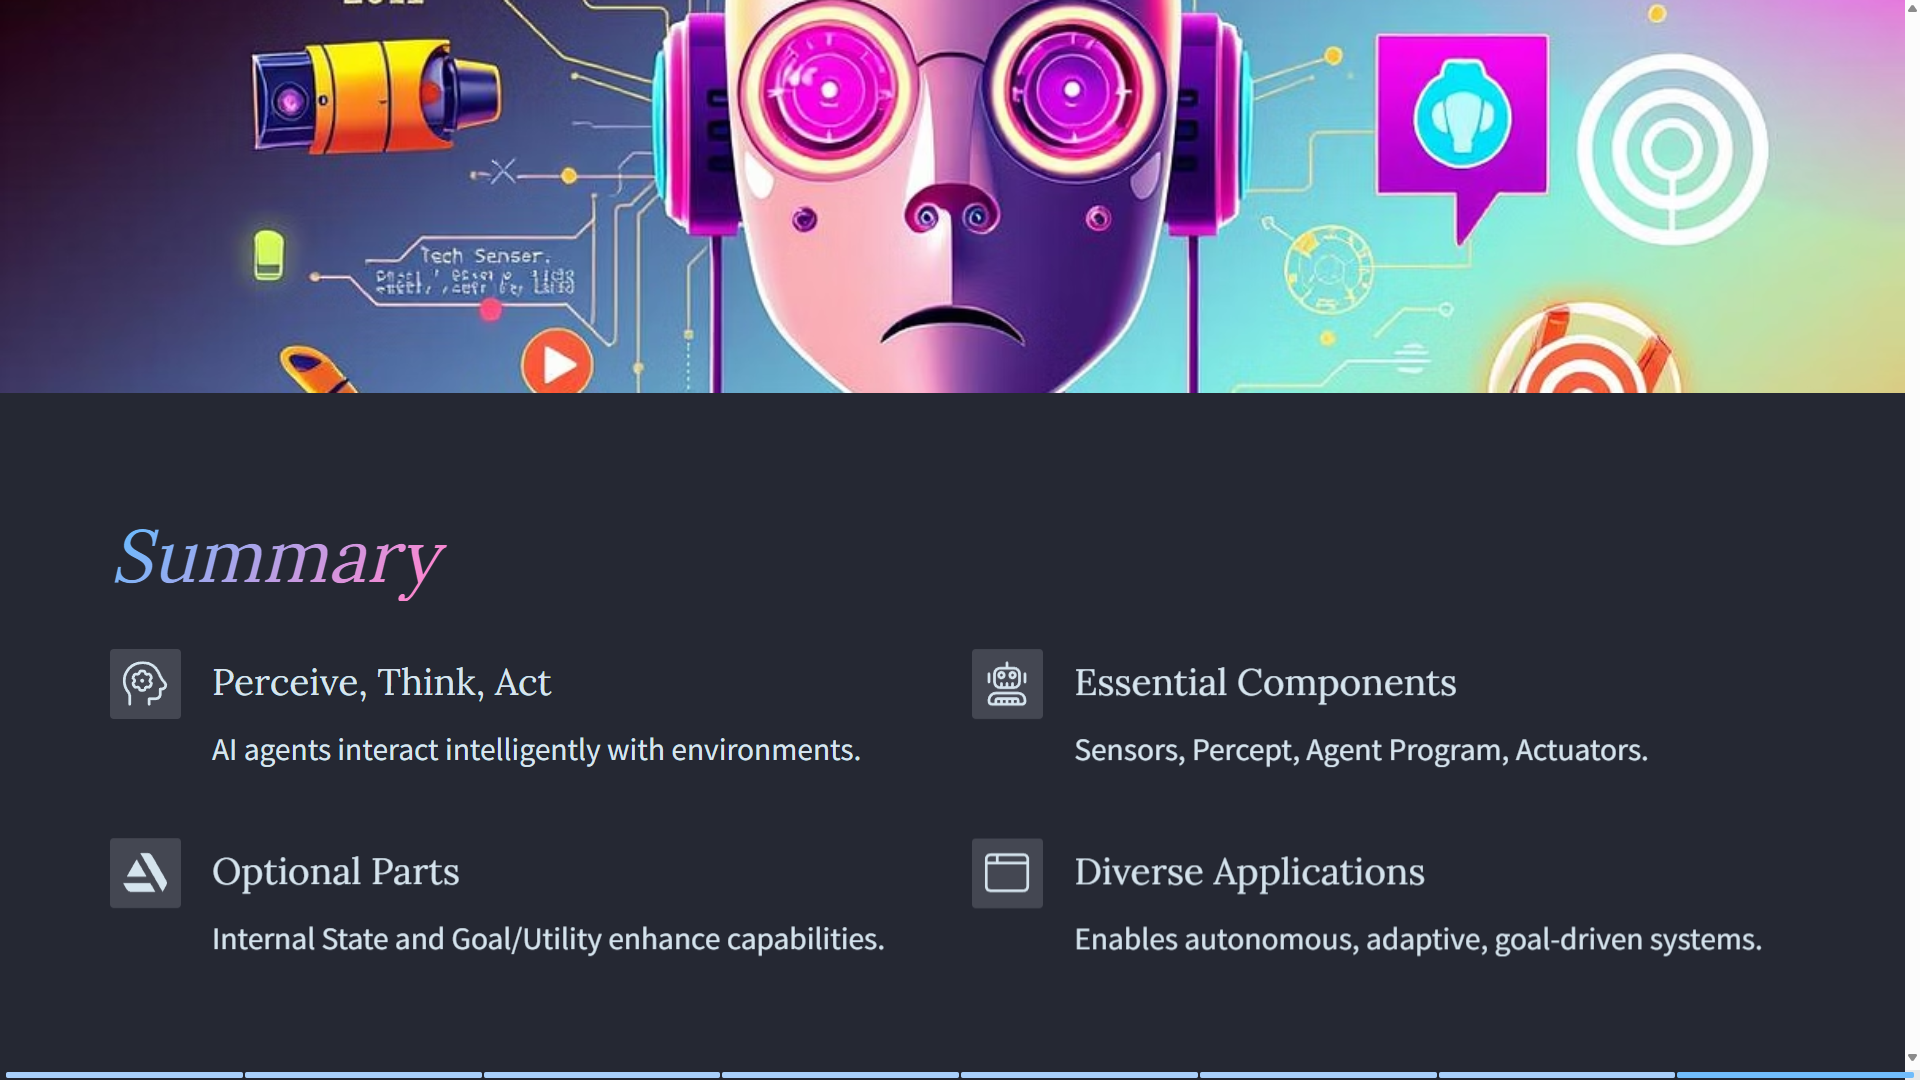 Tech Senser.
Summary
Perceive, Think, Act
AI agents interact intelligently with environments.
Essential Components
Sensors, Percept, Agent Program, Actuators.
Optional Parts
Internal State and Goal/Utility enhance capabilities.
Diverse Applications
Enables autonomous, adaptive, goal-driven systems.